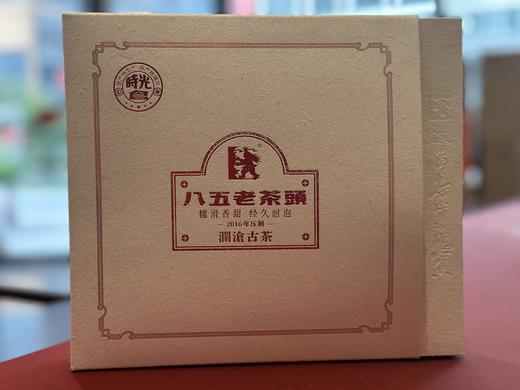 時光
八五老茶頭
糯滑香甜 经久耐泡
2016年压制
瀾滄古茶